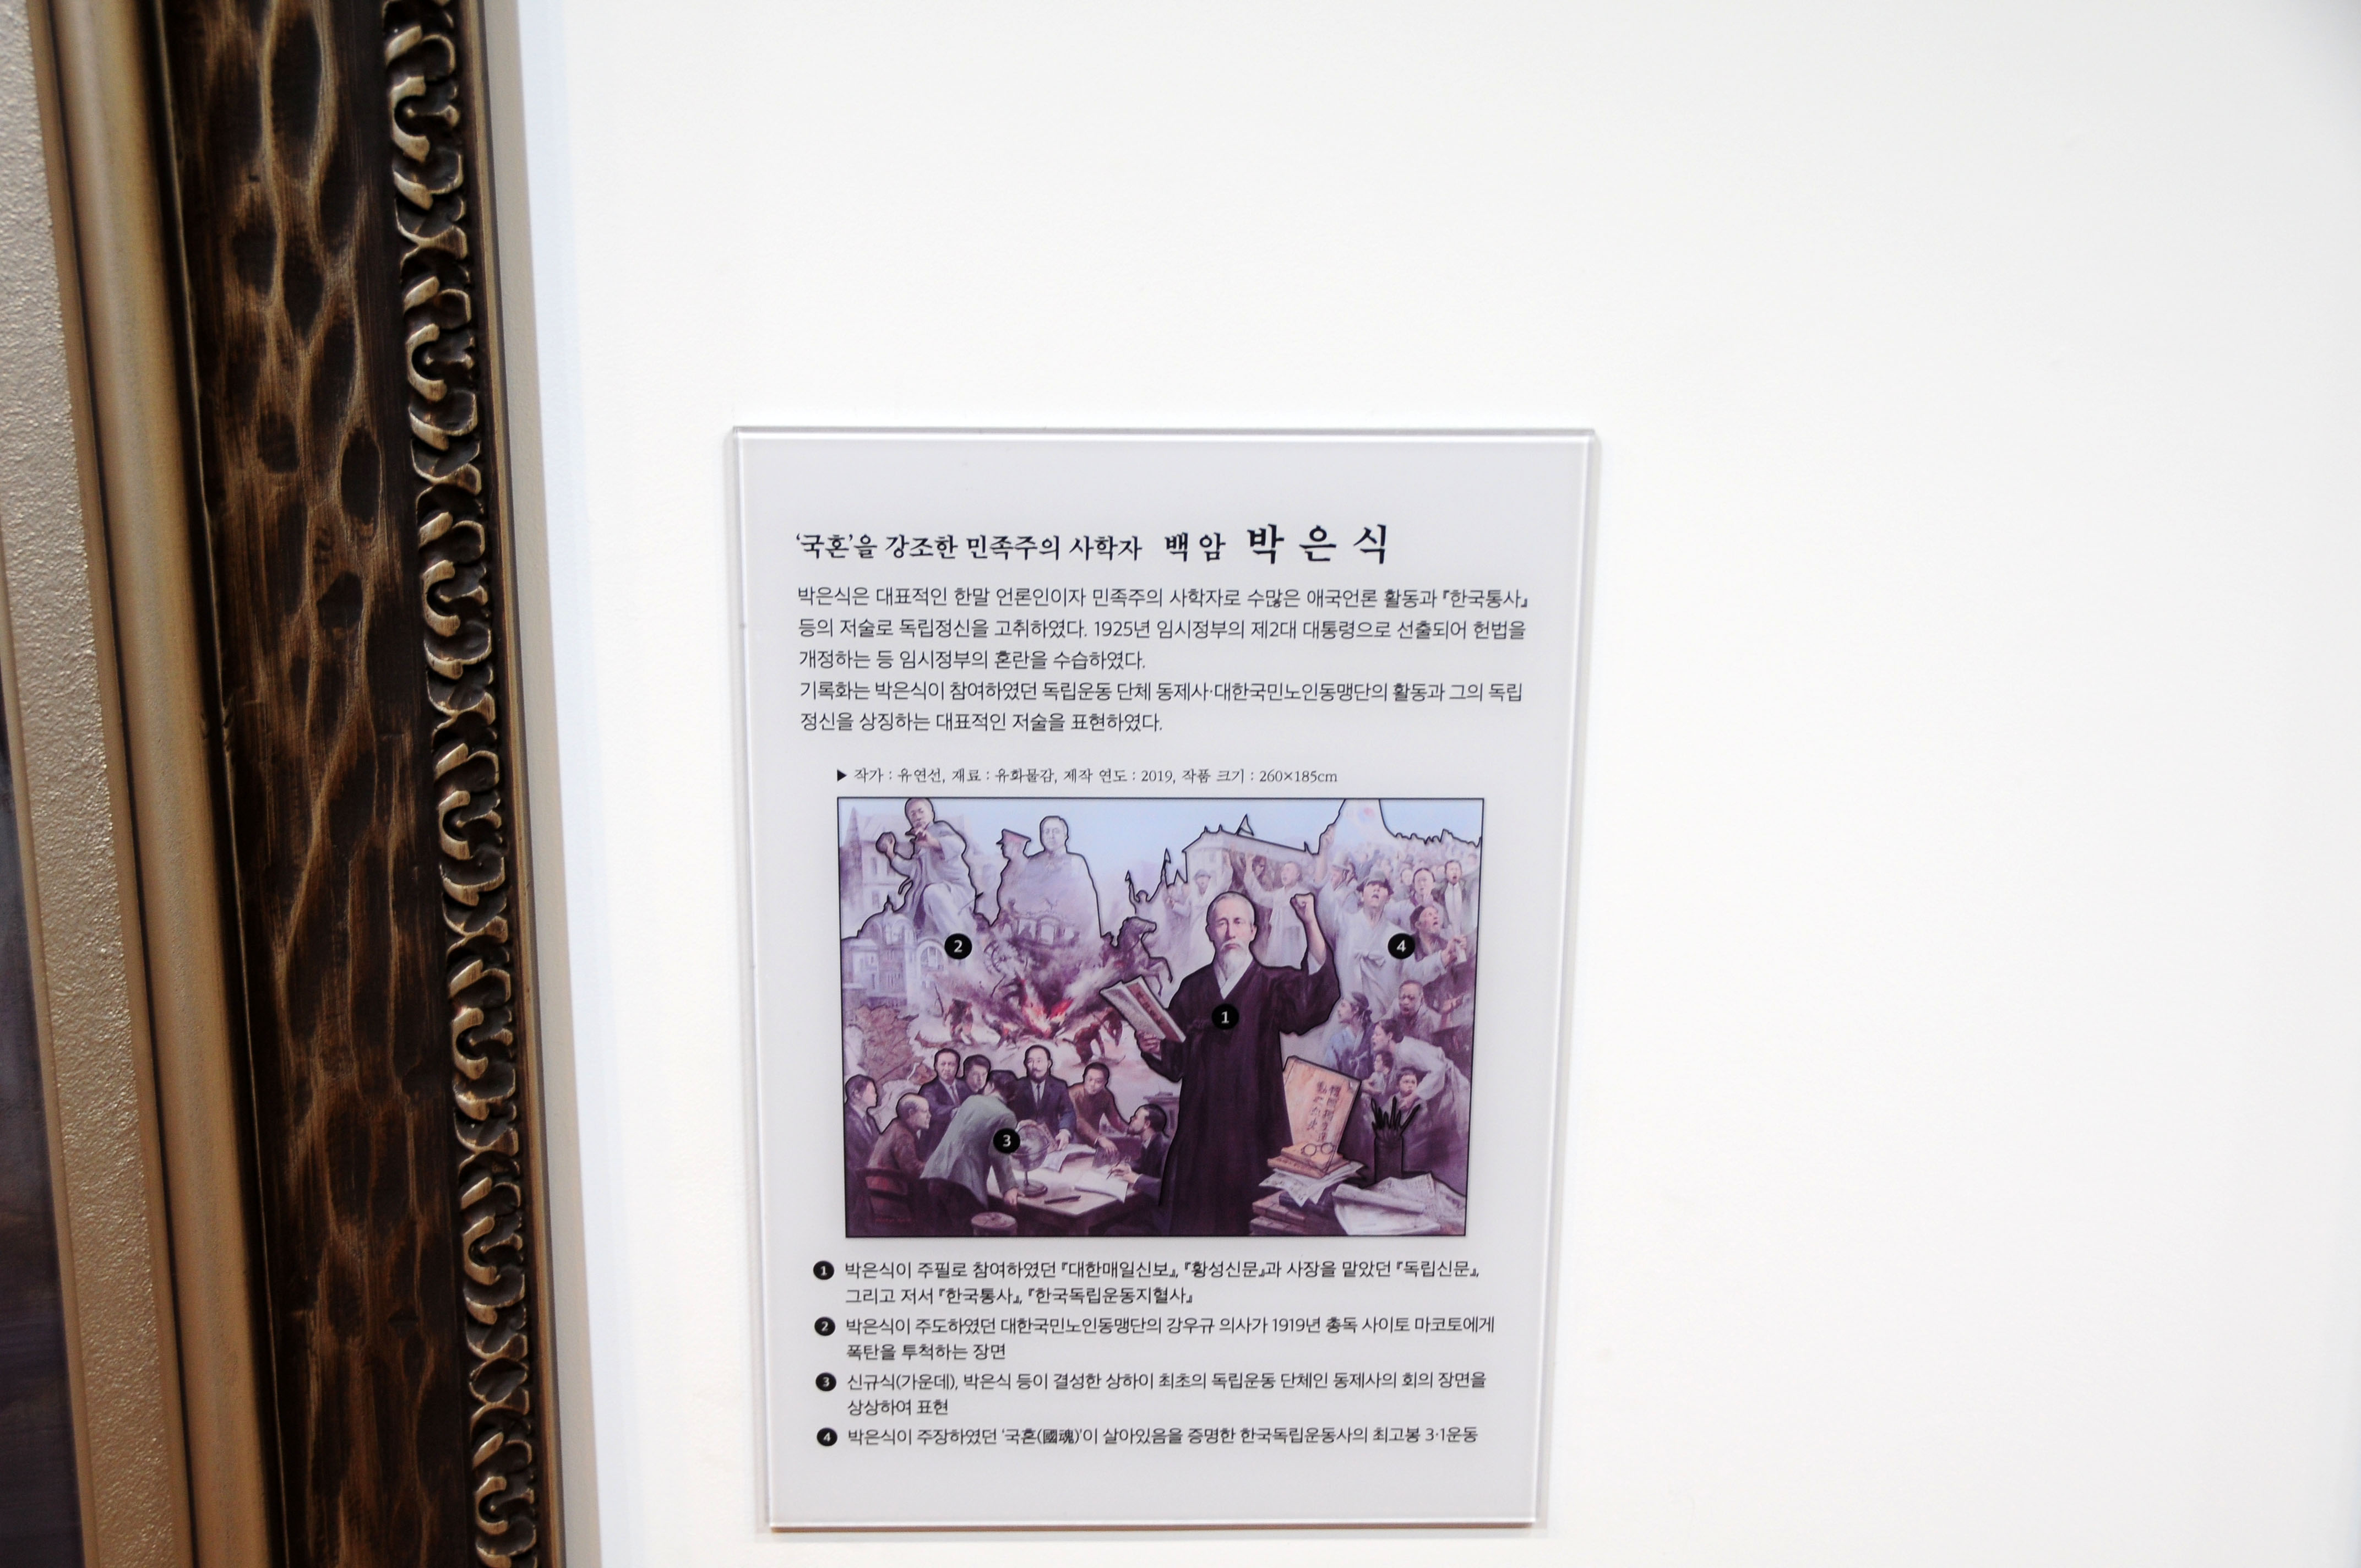 ‘국혼’을 강조한 민족주의 사학자 백암 박은식
박은식은 대표적인 한말 언론인이자 민족주의 사학자로 수많은 애국언론 활동과 『한국통사』
등의 저술로 독립정신을 고취하였다. 1925년 임시정부의 제2대 대통령으로 선출되어 헌법을
개정하는 등 임시정부의 혼란을 수습하였다.
기록화는 박은식이 참여하였던 독립운동 단체 동제사·대한국민노인동맹단의 활동과 그의 독립
정신을 상징하는 대표적인 저술을 표현하였다.
▶ 작가 : 유연선, 재료 : 유화물감, 제작 연도 : 2019, 작품 크기 : 260×185cm
2
4
1
3
❶ 박은식이 주필로 참여하였던 『대한매일신보』, 『황성신문』과 사장을 맡았던 『독립신문』,
그리고 저서 『한국통사』, 『한국독립운동지혈사』
❷ 박은식이 주도하였던 대한국민노인동맹단의 강우규 의사가 1919년 총독 사이토 마코토에게
폭탄을 투척하는 장면
❸ 신규식(가운데), 박은식 등이 결성한 상하이 최초의 독립운동 단체인 동제사의 회의 장면을
상상하여 표현
❹ 박은식이 주장하였던 ‘국혼(國魂)’이 살아있음을 증명한 한국독립운동사의 최고봉 3·1운동